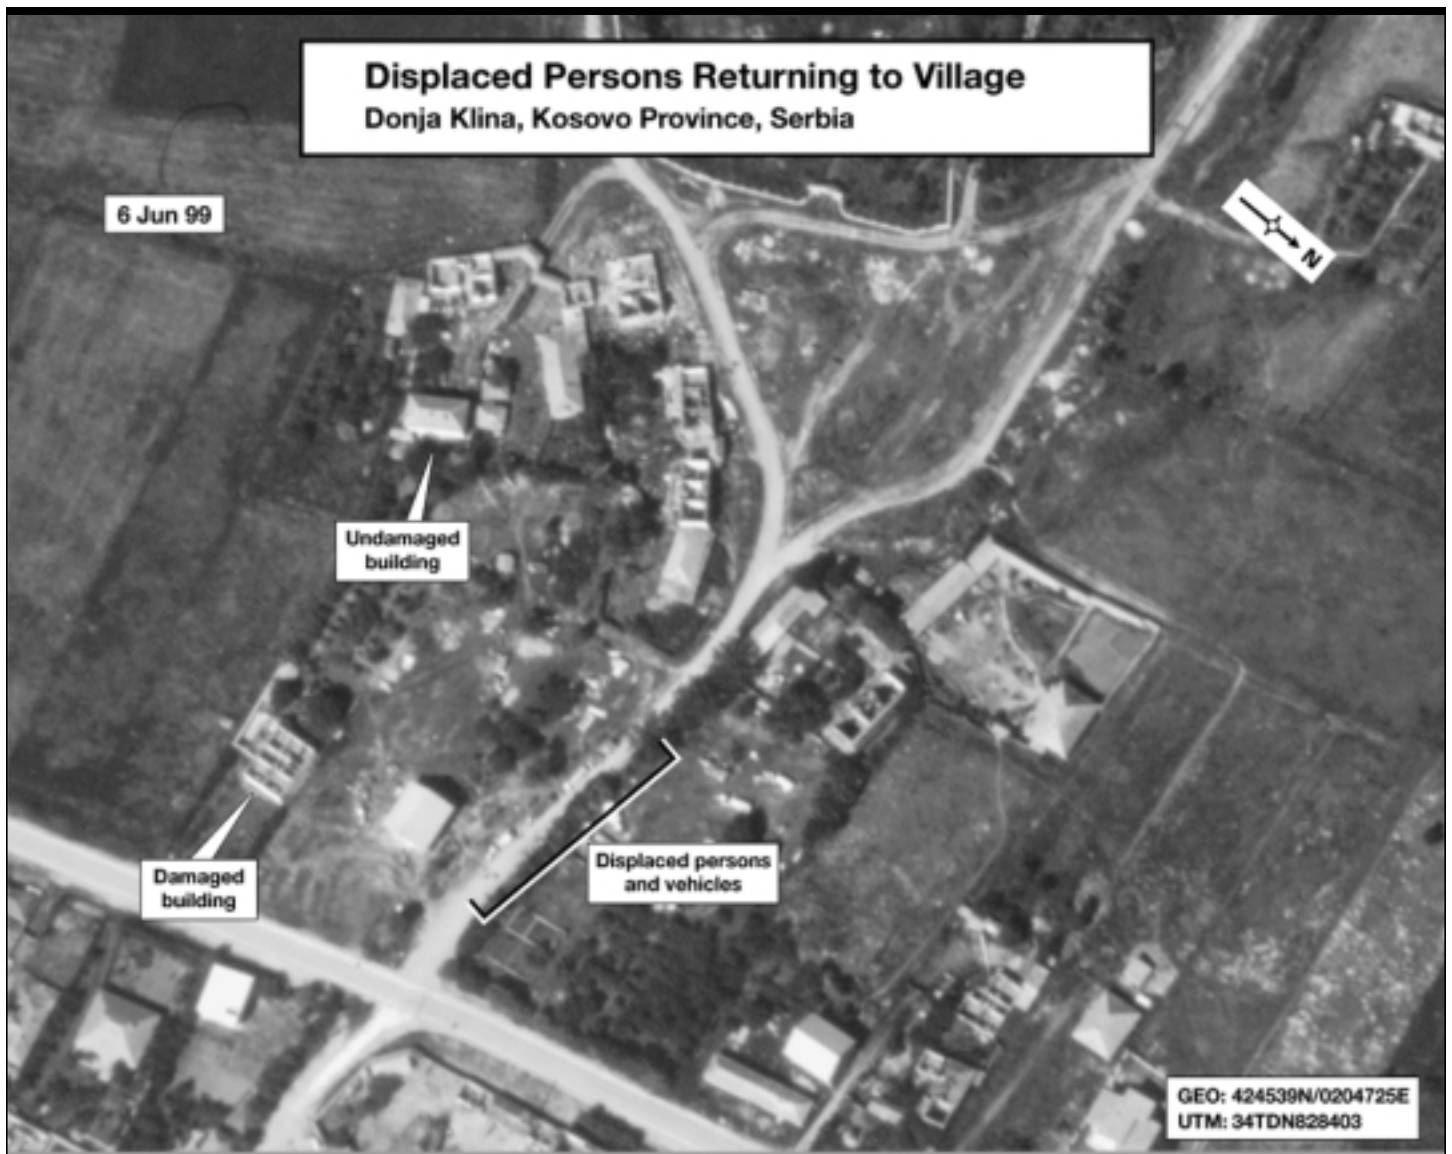 Displaced Persons Returning to Village
Donja Klina, Kosovo Province, Serbia
6 Jun 99
N
Undamaged
building
Damaged
building
Displaced persons
and vehicles
GEO: 424539N/0204725E
UTM: 34TDN828403